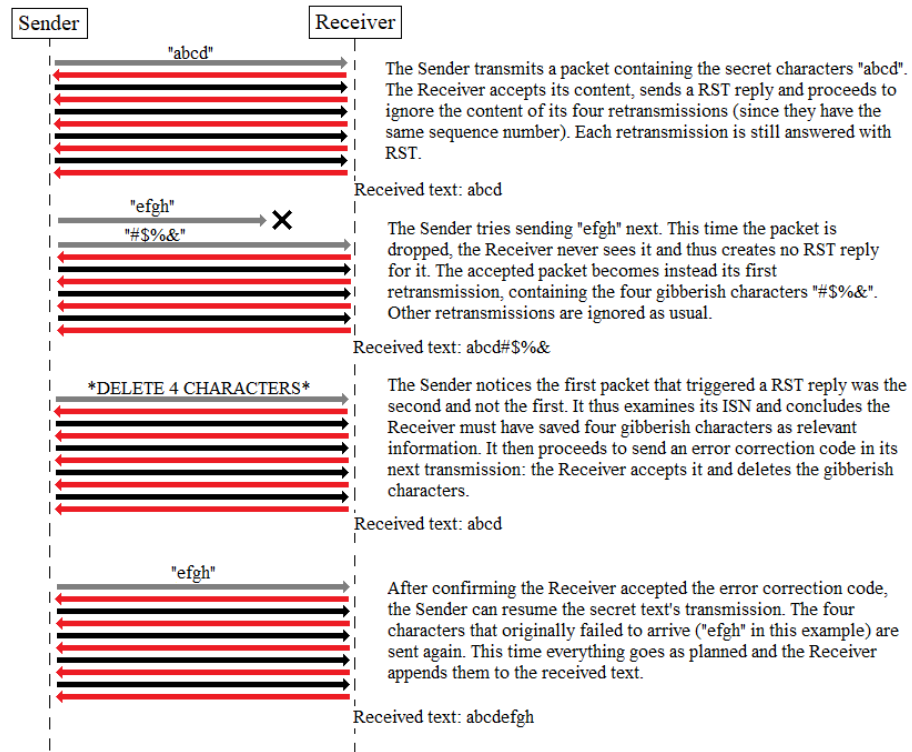 Sender
Receiver
"abcd"
The Sender transmits a packet containing the secret characters "abcd".
The Receiver accepts its content, sends a RST reply and proceeds to
ignore the content of its four retransmissions (since they have the
same sequence number). Each retransmission is still answered with
RST.
Received text: abcd
"efgh"
"#$%&"
The Sender tries sending "efgh" next. This time the packet is
dropped, the Receiver never sees it and thus creates no RST reply
for it. The accepted packet becomes instead its first
retransmission, containing the four gibberish characters "#$%&".
Other retransmissions are ignored as usual.
Received text: abcd#$%&
*DELETE 4 CHARACTERS*
The Sender notices the first packet that triggered a RST reply was the
second and not the first. It thus examines its ISN and concludes the
Receiver must have saved four gibberish characters as relevant
information. It then proceeds to send an error correction code in its
next transmission: the Receiver accepts it and deletes the gibberish
characters.
Received text: abcd
"efgh"
After confirming the Receiver accepted the error correction code,
the Sender can resume the secret text's transmission. The four
characters that originally failed to arrive ("efgh" in this example) are
sent again. This time everything goes as planned and the Receiver
appends them to the received text.
Received text: abcdefgh